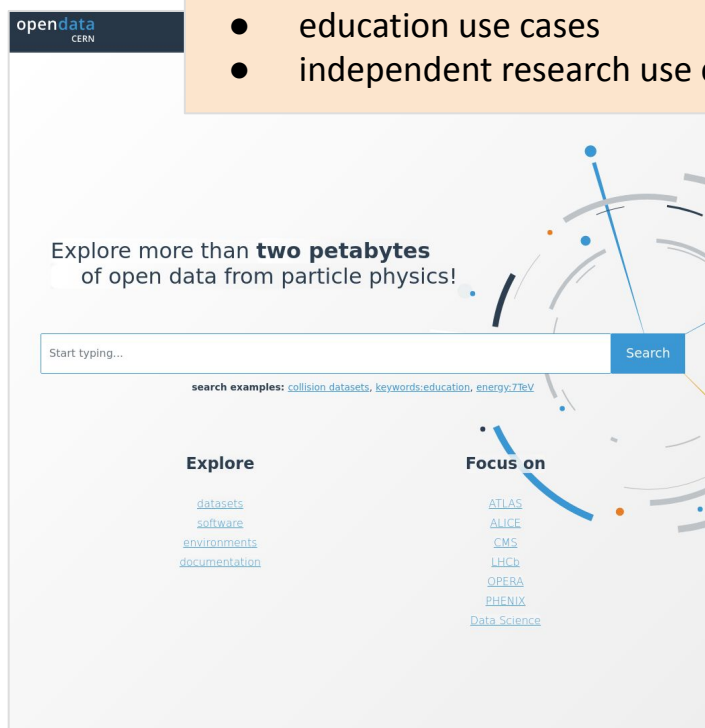 opendata
CERN
● education use cases
● independent research use
Explore more than two petabytes
of open data from particle physics!
Start typing...
Search
search examples: collision datasets, keywords:education, energy:7TeV
Explore
datasets
software
environments
documentation
Focus on
ATLAS
ALICE
CMS
LHCb
OPERA
PHENIX
Data Science